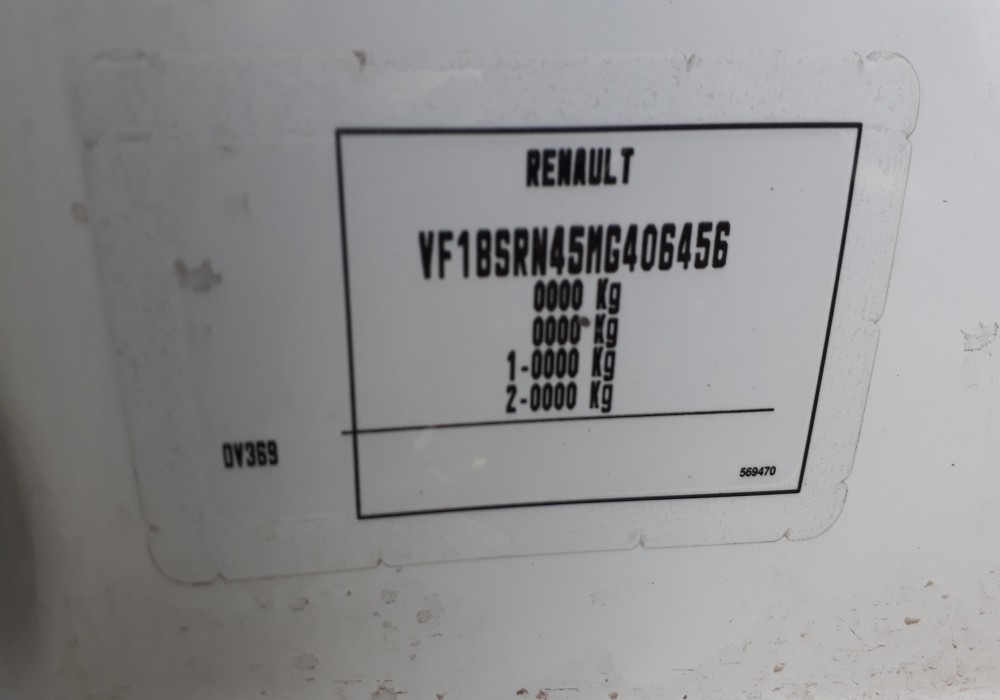 RENAULT
VF18SRN45MG406456
0000 Kg
0000 Kg
1-0000 Kg
2-0000 Kg
DV369
569470